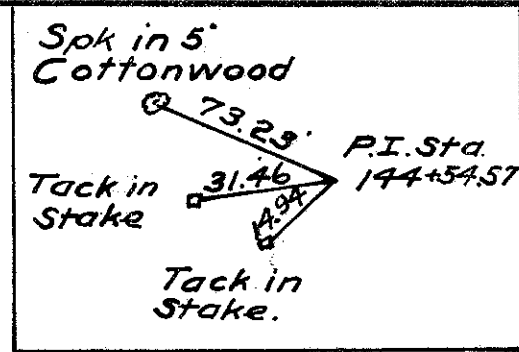 Spk in 5'
Cottonwood
73.23'
P.I. Sta.
144+54.57
31.46
Tack in
Stake
14.94
Tack in
Stake.